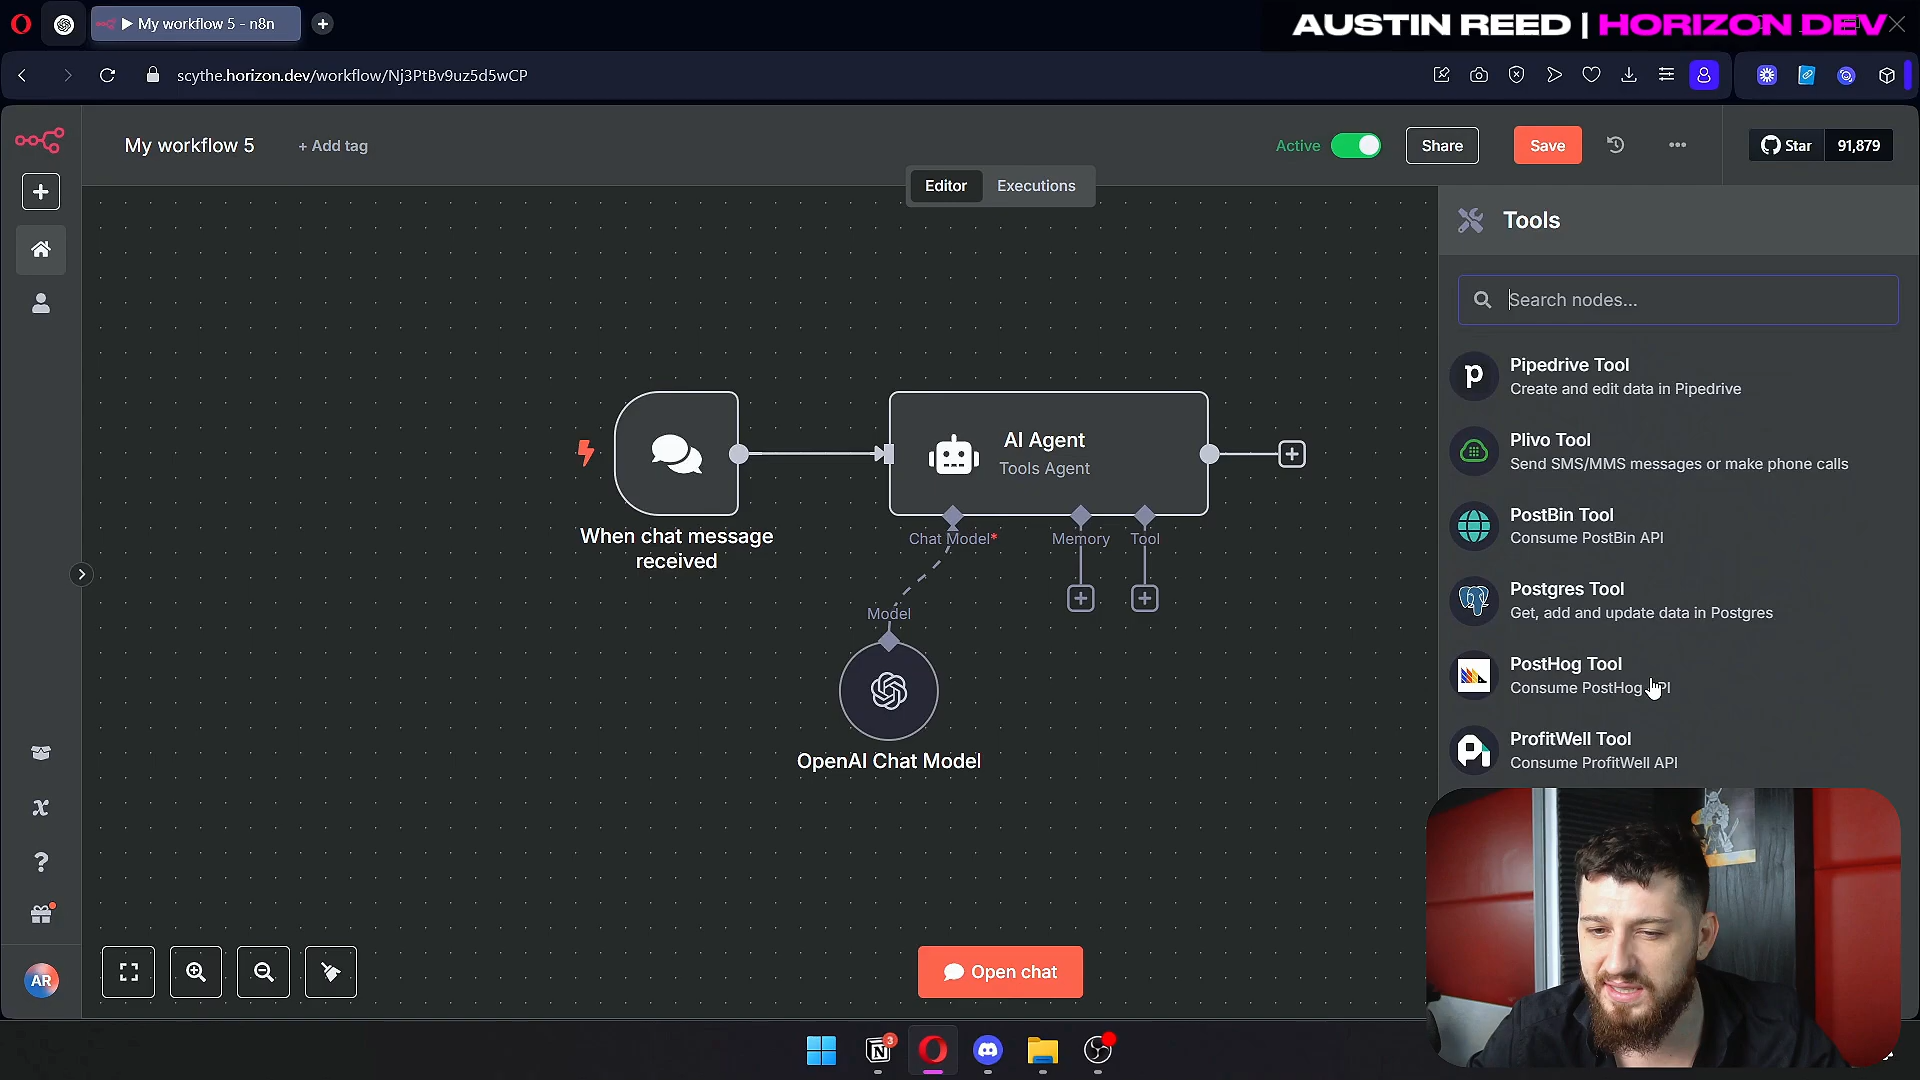 My workflow 5 - n8n
AUSTIN REED | HORIZON DEV
scythe.horizon.dev/workflow/Nj3PtBv9uz5d5wCP
My workflow 5
+ Add tag
Active
Share
Save
Star
91,879
Editor
Executions
Tools
Search nodes...
Pipedrive Tool
Create and edit data in Pipedrive
Plivo Tool
Send SMS/MMS messages or make phone calls
PostBin Tool
Consume PostBin API
Postgres Tool
Get, add and update data in Postgres
PostHog Tool
Consume PostHog API
ProfitWell Tool
Consume ProfitWell API
AI Agent
Tools Agent
When chat message
received
Chat Model*
Memory
Tool
Model
OpenAI Chat Model
Open chat
AR
3